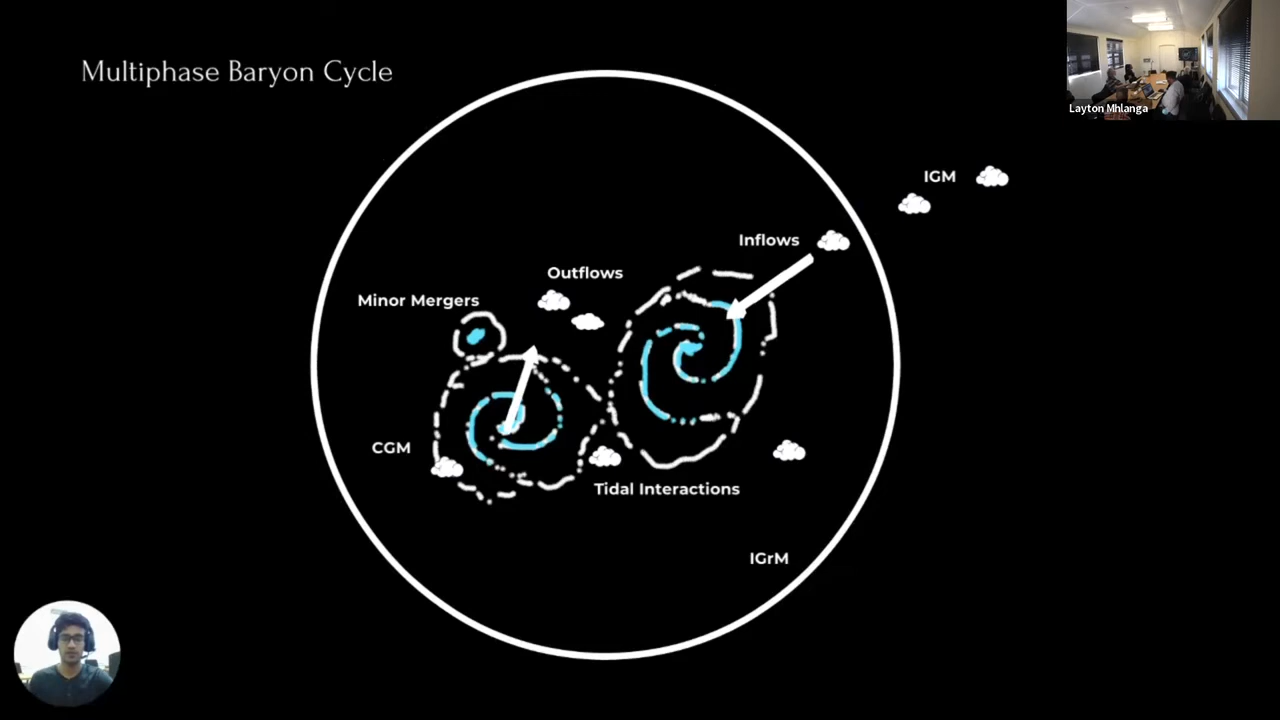 Multiphase Baryon Cycle
Layton Mhlanga
IGM
Inflows
Outflows
Minor Mergers
CGM
Tidal Interactions
IGrM